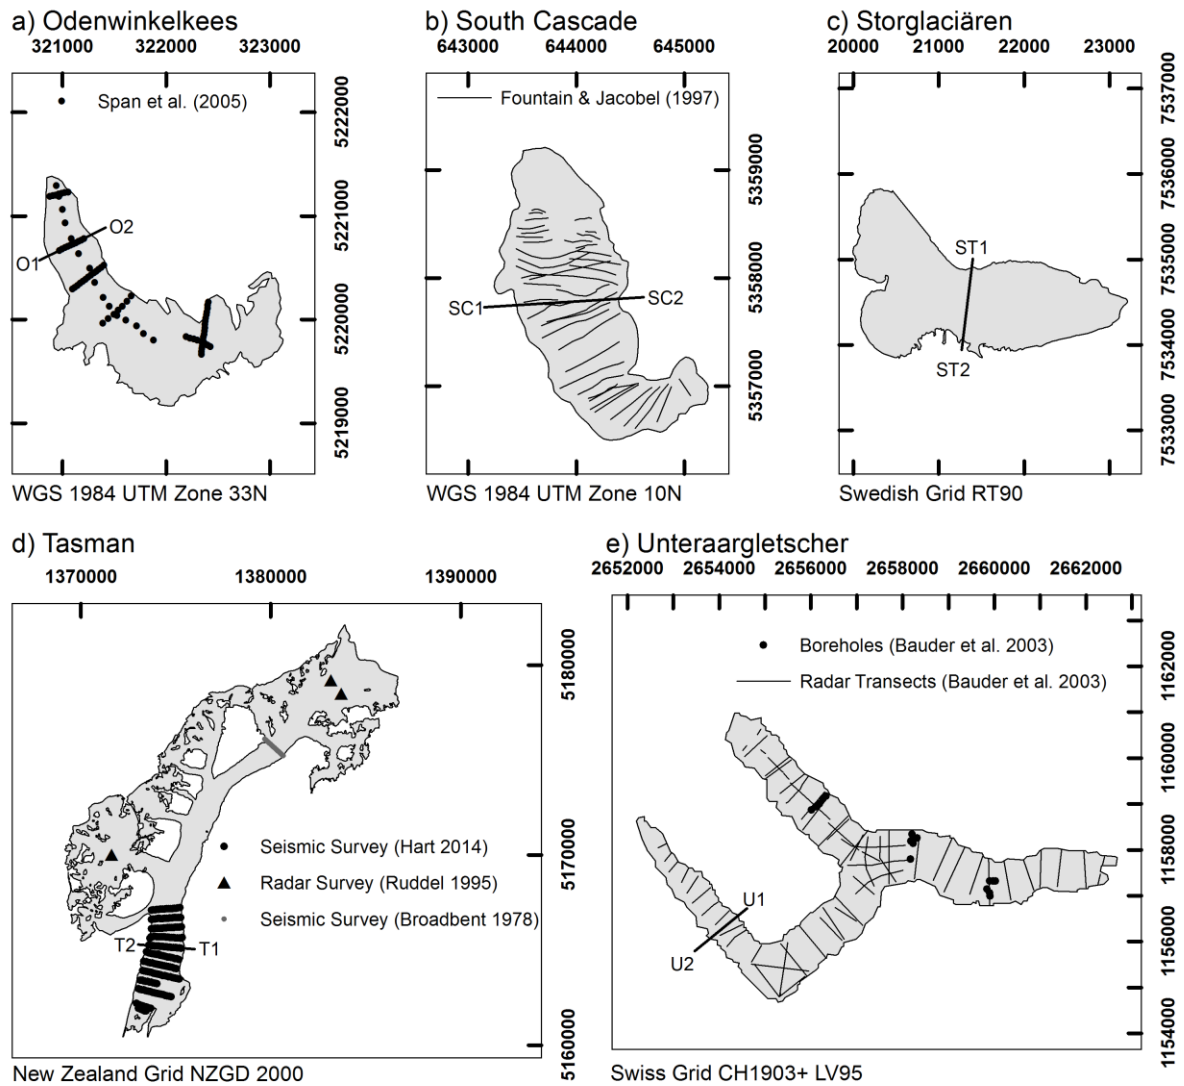 a) Odenwinkelkees
321000 322000 323000
Span et al. (2005)
5222000
5221000
5220000
5219000
O2
O1
WGS 1984 UTM Zone 33N
b) South Cascade
643000 644000 645000
Fountain & Jacobel (1997)
5359000
5358000
5357000
SC1
SC2
WGS 1984 UTM Zone 10N
c) Storglaciären
20000 21000 22000 23000
7537000
7536000
7535000
7534000
7533000
ST1
ST2
Swedish Grid RT90
d) Tasman
1370000 1380000 1390000
5180000
5170000
5160000
Seismic Survey (Hart 2014)
Radar Survey (Ruddel 1995)
Seismic Survey (Broadbent 1978)
T2
T1
New Zealand Grid NZGD 2000
e) Unteraargletscher
2652000 2654000 2656000 2658000 2660000 2662000
Boreholes (Bauder et al. 2003)
Radar Transects (Bauder et al. 2003)
1162000
1160000
1158000
1156000
1154000
U1
U2
Swiss Grid CH1903+ LV95